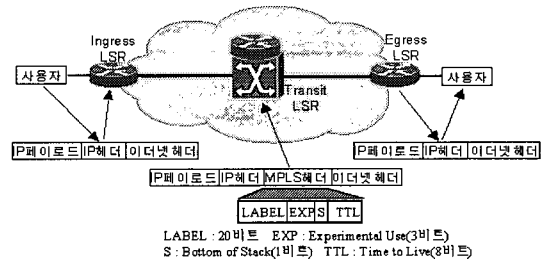 Ingress
LSR
Egress
LSR
사용자
사용자
Transit
LSR
IP페이로드 IP헤더 이더넷헤더
IP페이로드 IP헤더 이더넷헤더
IP페이로드 IP헤더 MPLS헤더 이더넷헤더
LABEL EXP S TTL
LABEL : 20비트 EXP : Experimental Use(3비트)
S : Bottom of Stack(1비트) TTL : Time to Live(8비트)